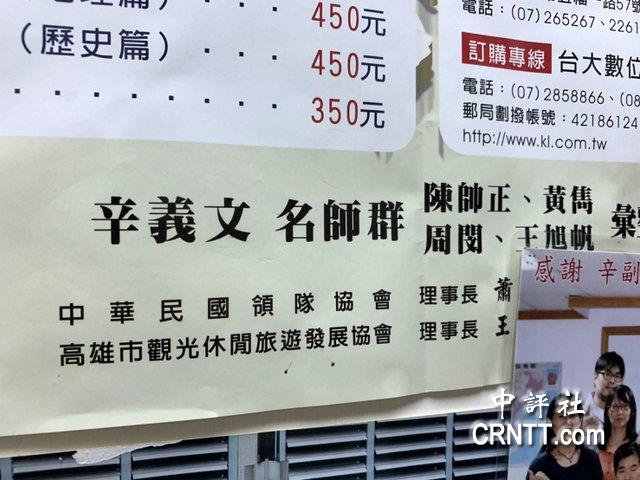 450元
（歷史篇） . . . 450元
. . . . . . . . 350元
電話：(07)265267、2261
訂購專線 台大數位
電話：(07)2858866、(08
郵局劃撥帳號：42186124
http://www.kl.com.tw
辛義文 名師群 陳帥正、黃雋
周閔、王旭帆
中華民國領隊協會 理事長 蕭
高雄市觀光休閒旅遊發展協會 理事長 王
感謝 辛副
中評社
CRNTT.com